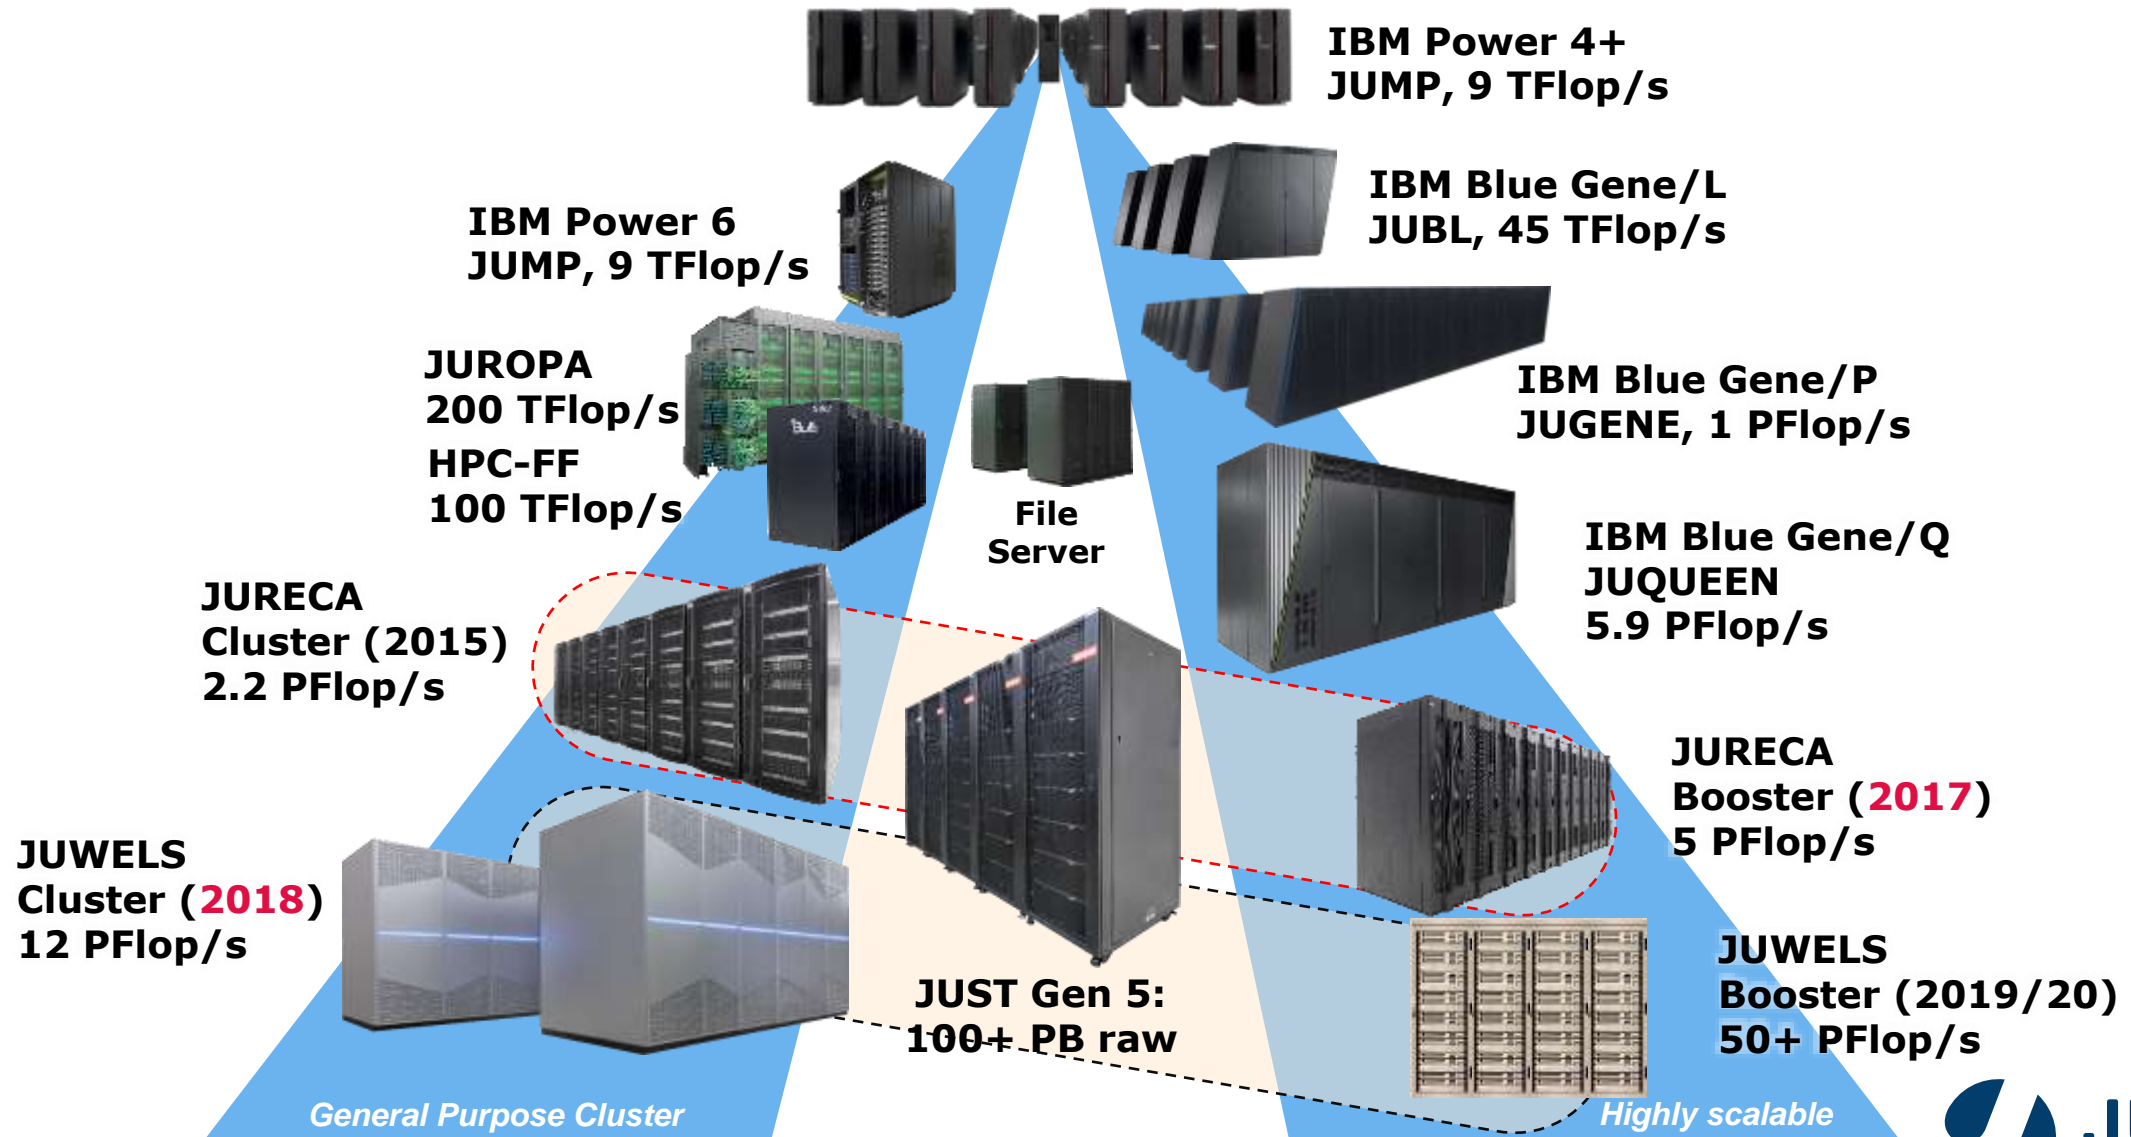 IBM Power 4+
JUMP, 9 TFlop/s
IBM Blue Gene/L
JUBL, 45 TFlop/s
IBM Power 6
JUMP, 9 TFlop/s
JUROPA
200 TFlop/s
HPC-FF
100 TFlop/s
File
Server
IBM Blue Gene/P
JUGENE, 1 PFlop/s
IBM Blue Gene/Q
JUQUEEN
5.9 PFlop/s
JURECA
Cluster (2015)
2.2 PFlop/s
JURECA
Booster (2017)
5 PFlop/s
JUWELS
Cluster (2018)
12 PFlop/s
JUST Gen 5:
100+ PB raw
JUWELS
Booster (2019/20)
50+ PFlop/s
General Purpose Cluster
Highly scalable